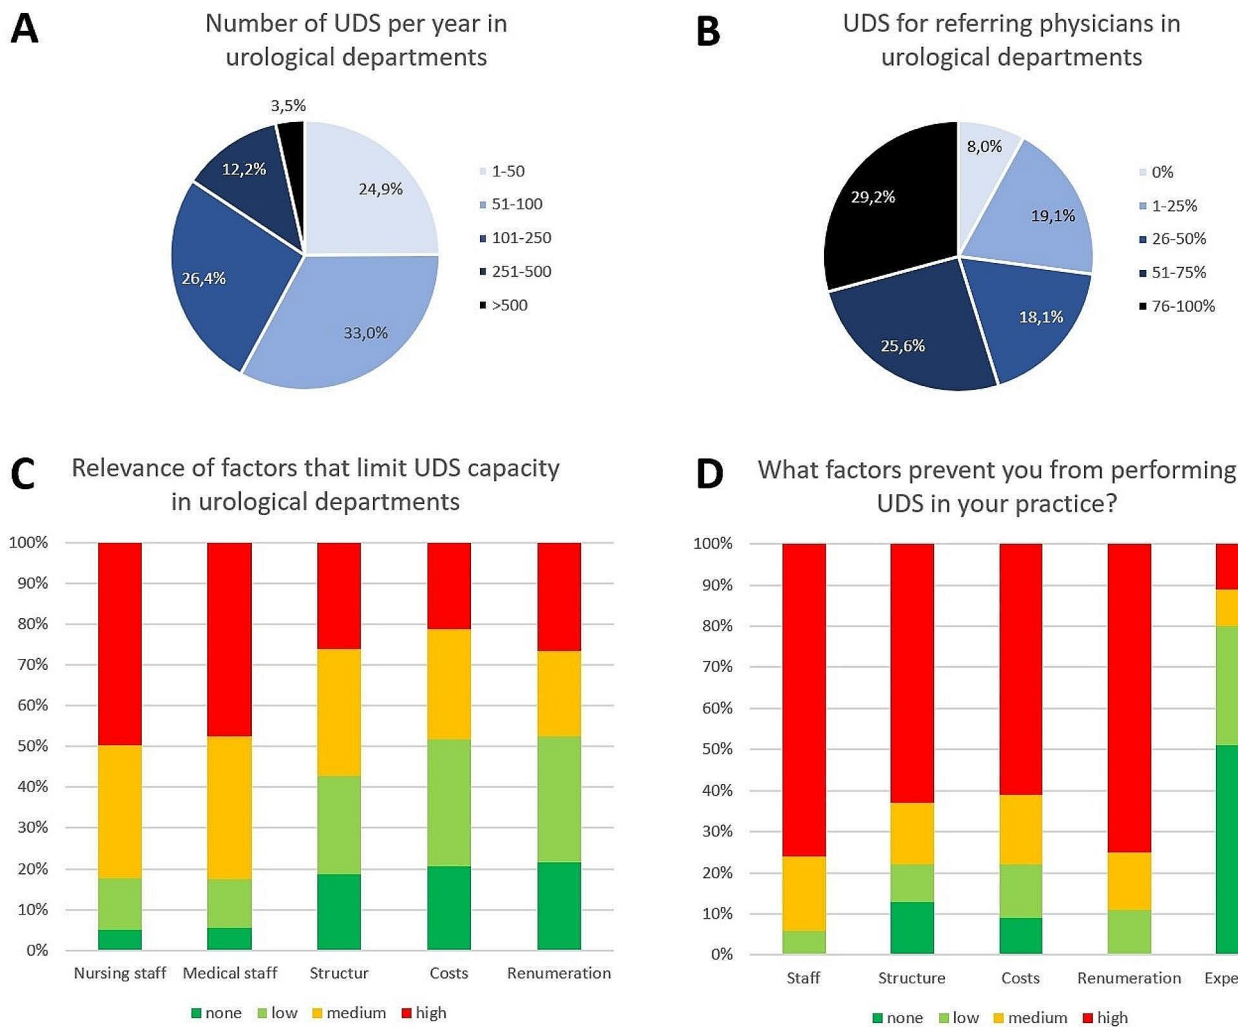 A
Number of UDS per year in
urological departments
3,5%
12,2%
24,9%
26,4%
33,0%
1-50
51-100
101-250
251-500
>500
B
UDS for referring physicians in
urological departments
8,0%
29,2%
19,1%
18,1%
25,6%
0%
1-25%
26-50%
51-75%
76-100%
C
Relevance of factors that limit UDS capacity
in urological departments
100%
90%
80%
70%
60%
50%
40%
30%
20%
10%
0%
Nursing staff Medical staff Structur Costs Renumeration
none low medium high
D
What factors prevent you from performing
UDS in your practice?
100%
90%
80%
70%
60%
50%
40%
30%
20%
10%
0%
Staff Structure Costs Renumeration Expe
none low medium high